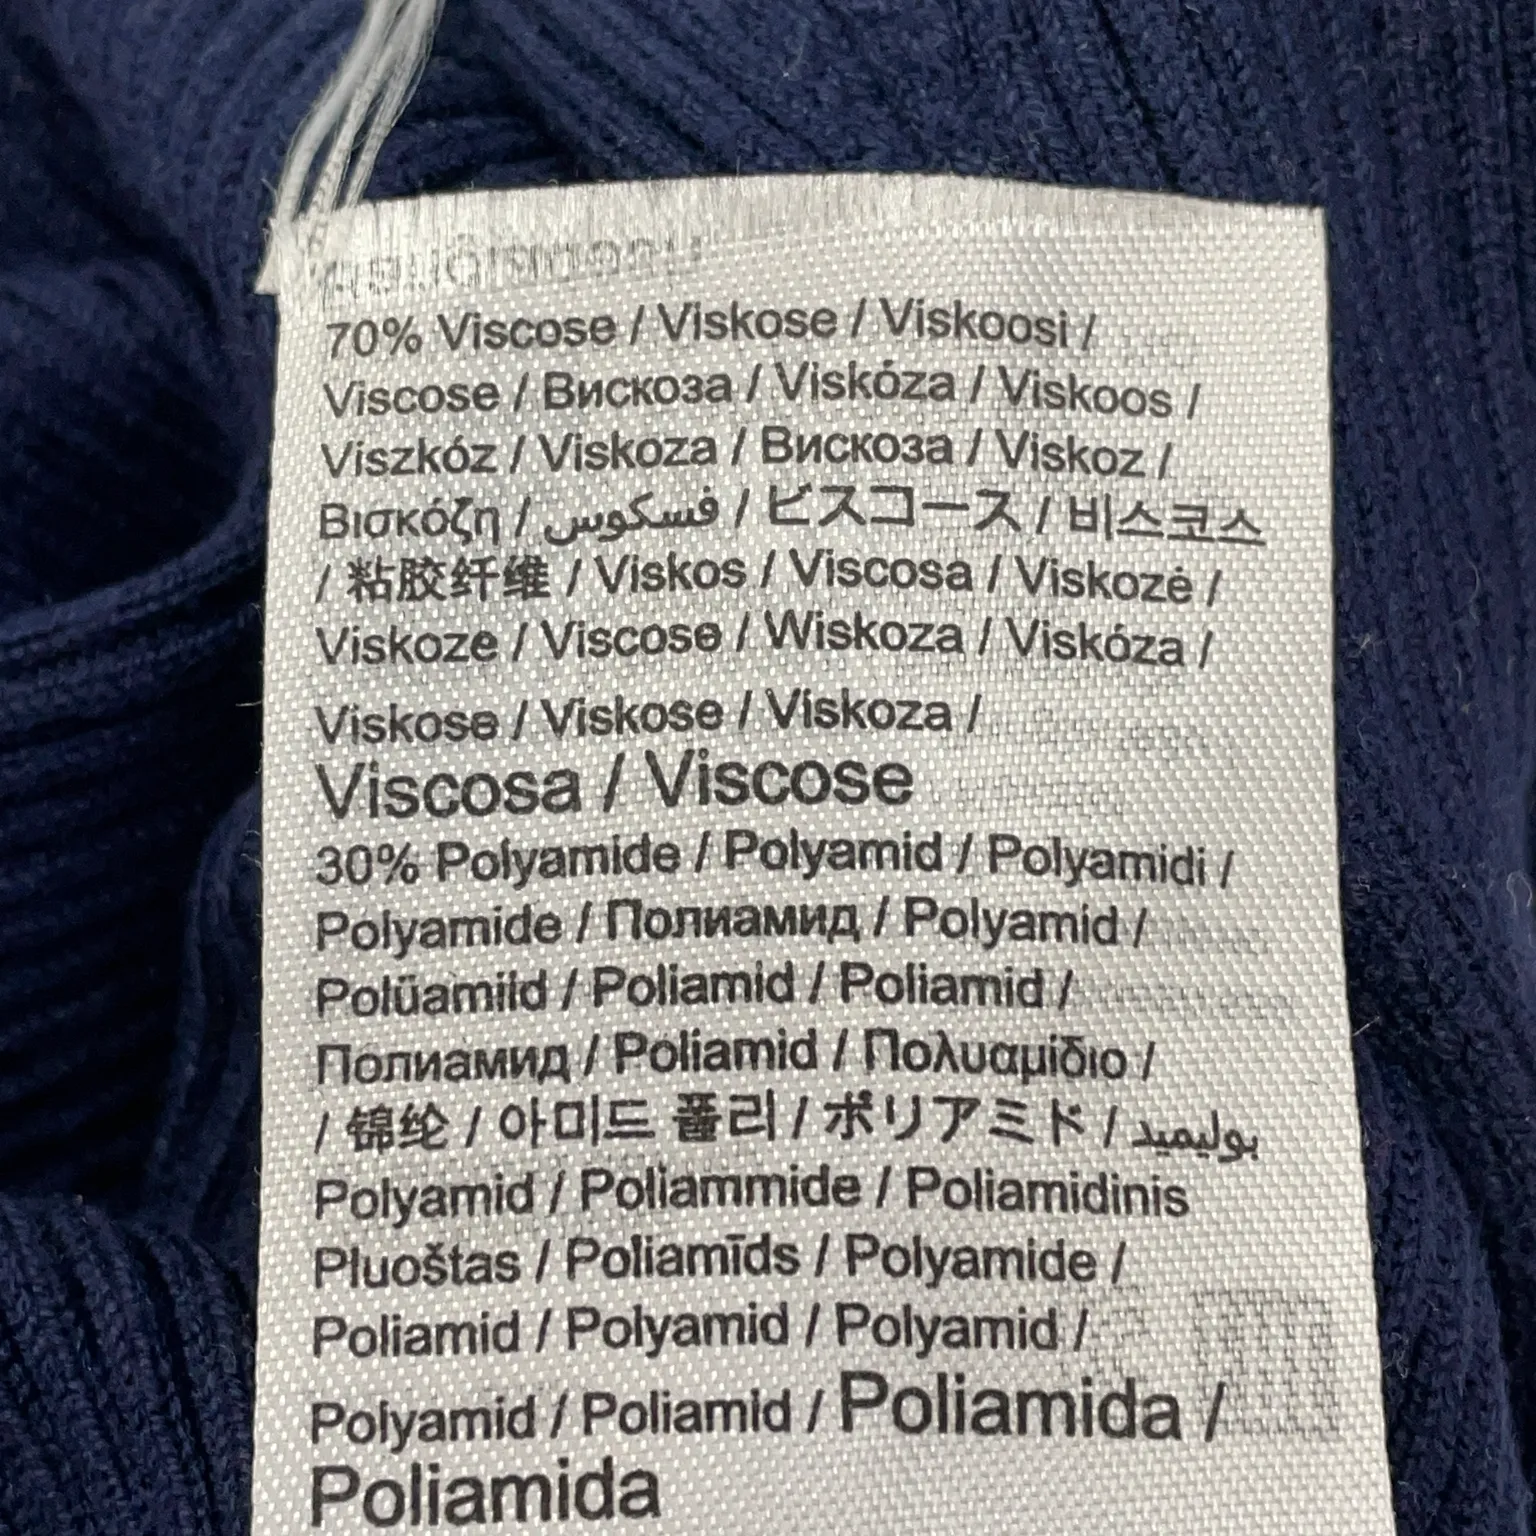 70% Viscose / Viskose / Viskoosi /
Viscose / Вискоза / Viskóza / Viskoos /
Viszkóz / Viskoza / Вискоза / Viskoz /
Βισκόζη / فسكوس / ビスコース / 비스코스
/ 粘胶纤维 / Viskos / Viscosa / Viskozė /
Viskoze / Viscose / Wiskoza / Viskóza /
Viskose / Viskose / Viskoza /
Viscosa / Viscose
30% Polyamide / Polyamid / Polyamidi /
Polyamide / Полиамид / Polyamid /
Polüamiid / Poliamid / Poliamid /
Полиамид / Poliamid / Πολυαμίδιο /
/ 锦纶 / 아미드 폴리 / ポリアミド / بوليميد
Polyamid / Poliammide / Poliamidinis
Pluoštas / Poliamīds / Polyamide /
Poliamid / Polyamid / Polyamid /
Polyamid / Poliamid / Poliamida /
Poliamida